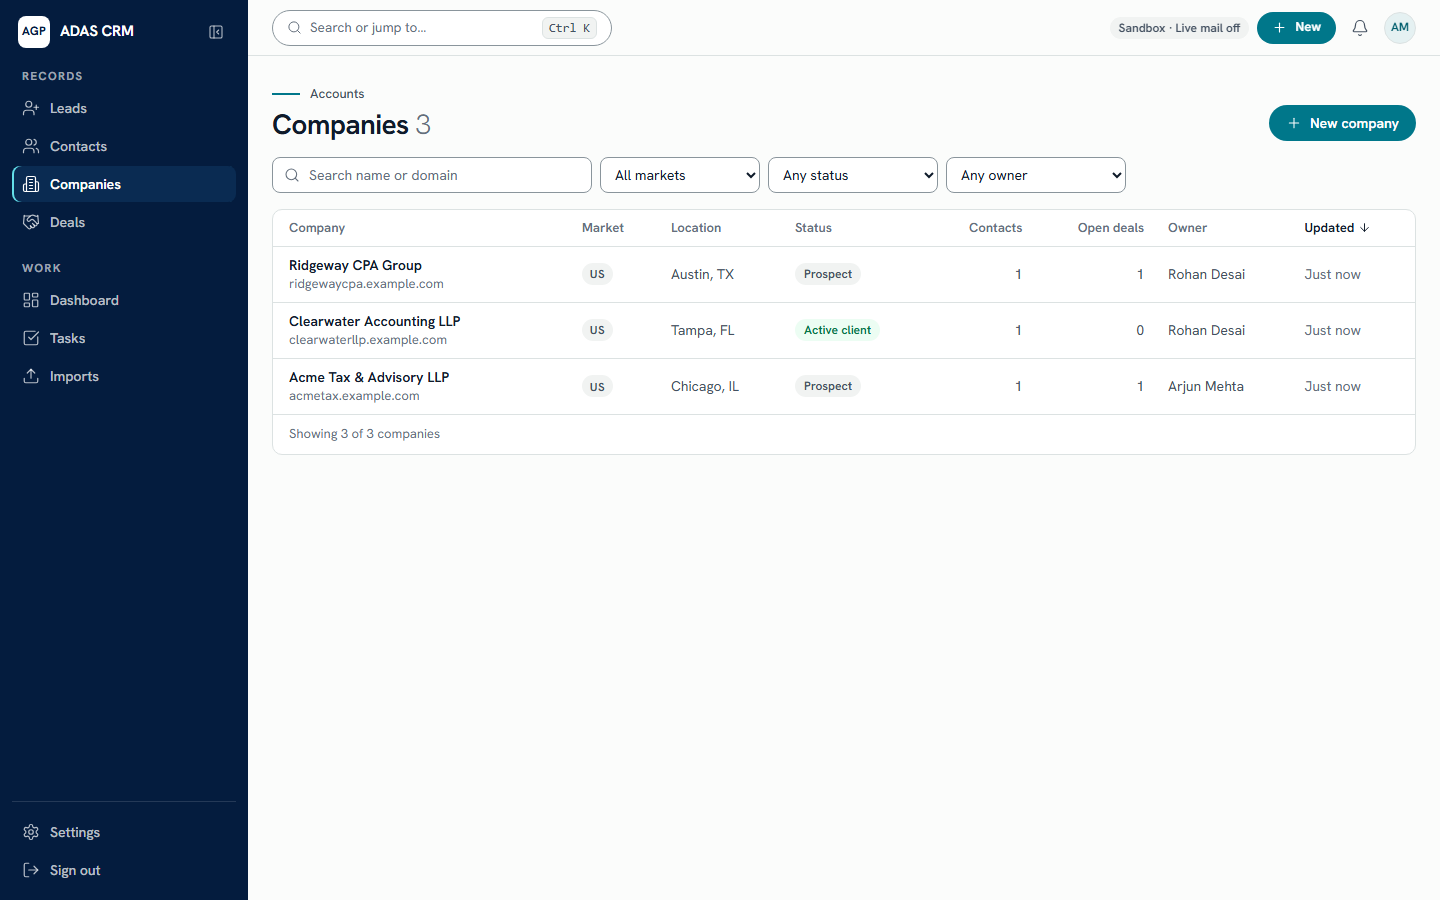 AGP ADAS CRM
RECORDS
Leads
Contacts
Companies
Deals
WORK
Dashboard
Tasks
Imports
Settings
Sign out
Search or jump to... Ctrl K
Sandbox · Live mail off
New
AM
Accounts
Companies 3
New company
Search name or domain
All markets
Any status
Any owner
Company Market Location Status Contacts Open deals Owner Updated ↓
Ridgeway CPA Group
ridgewaycpa.example.com
US Austin, TX Prospect 1 1 Rohan Desai Just now
Clearwater Accounting LLP
clearwaterllp.example.com
US Tampa, FL Active client 1 0 Rohan Desai Just now
Acme Tax & Advisory LLP
acmetax.example.com
US Chicago, IL Prospect 1 1 Arjun Mehta Just now
Showing 3 of 3 companies